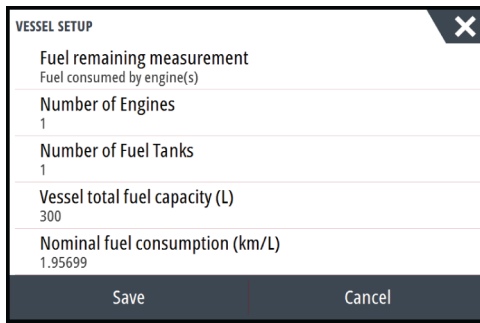 VESSEL SETUP
Fuel remaining measurement
Fuel consumed by engine(s)
Number of Engines
1
Number of Fuel Tanks
1
Vessel total fuel capacity (L)
300
Nominal fuel consumption (km/L)
1.95699
Save Cancel